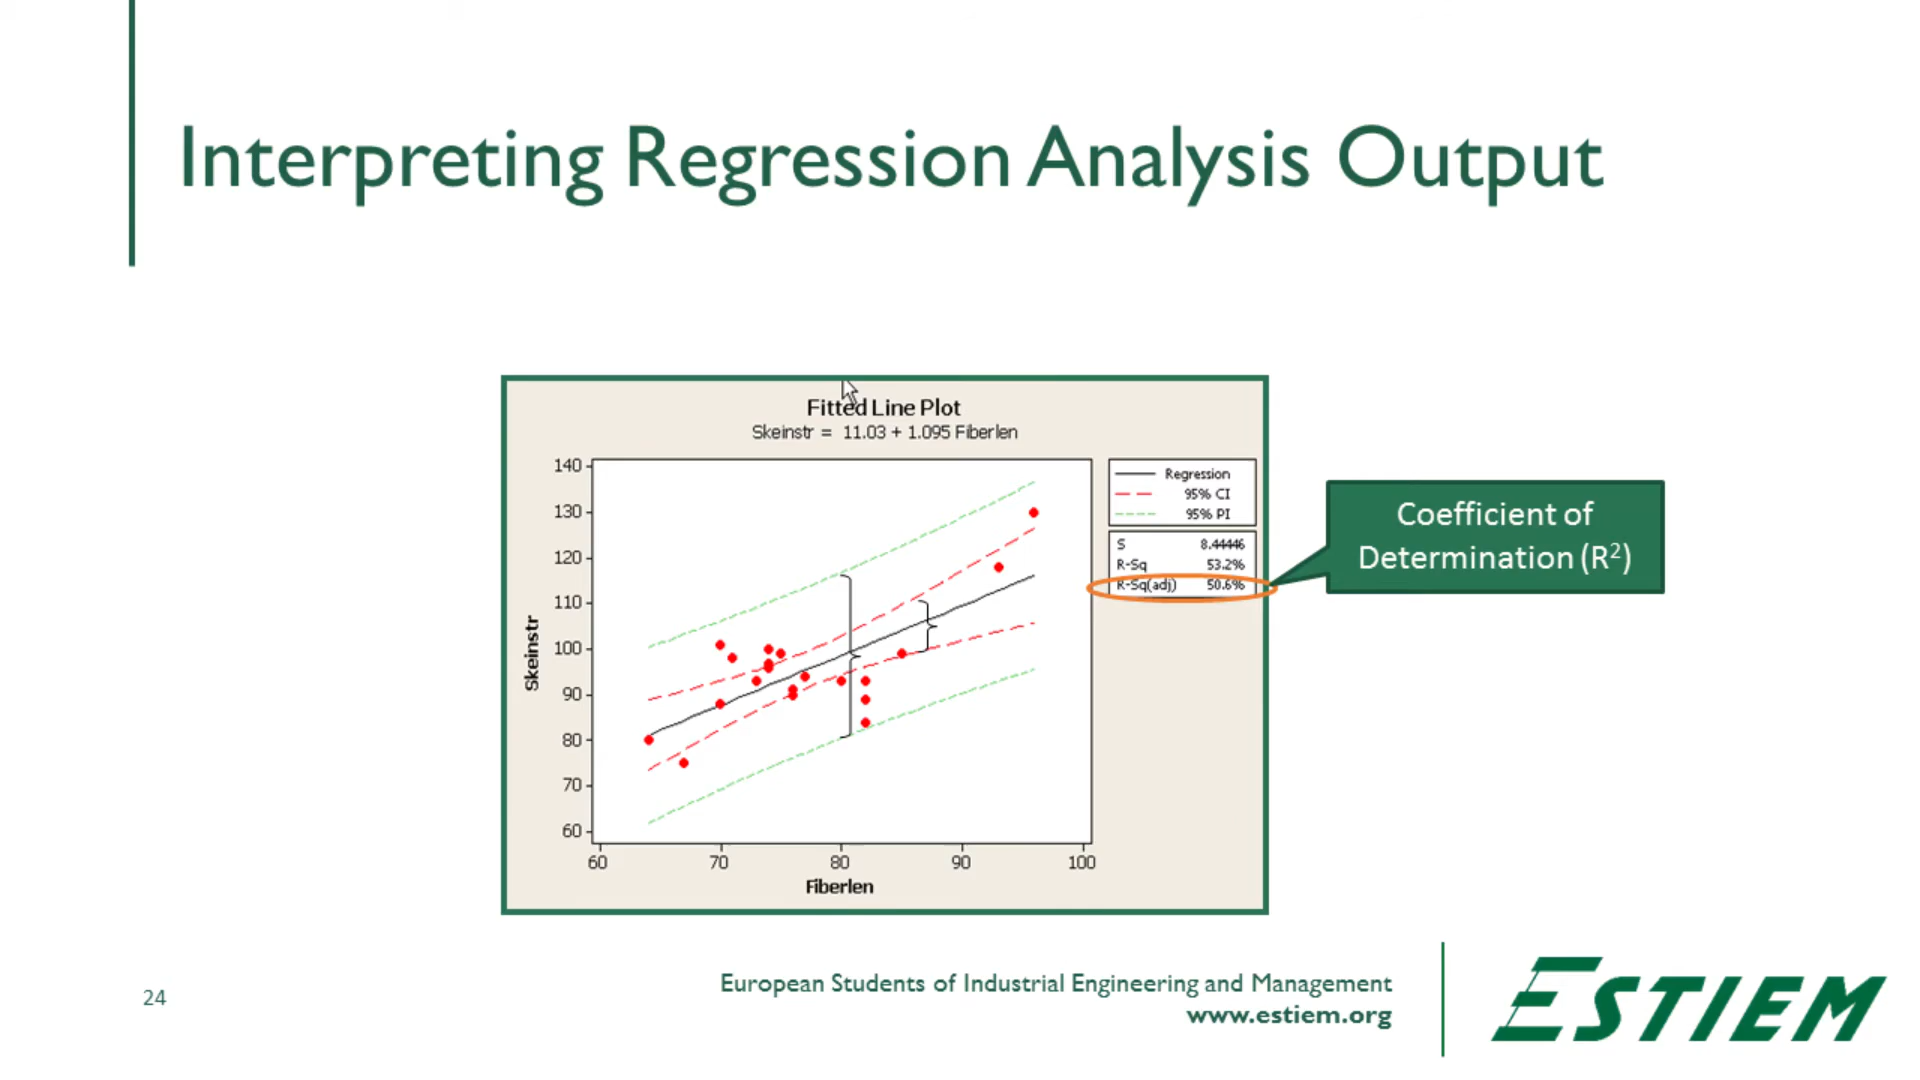 Interpreting Regression Analysis Output
Fitted Line Plot
Skeinstr = 11.03 + 1.095 Fiberlen
140
130
120
110
100
90
80
70
60
Skeinstr
60 70 80 90 100
Fiberlen
Regression
95% CI
95% PI
S 8.44446
R-Sq 53.2%
R-Sq(adj) 50.6%
Coefficient of
Determination (R²)
24
European Students of Industrial Engineering and Management
www.estiem.org
ESTIEM